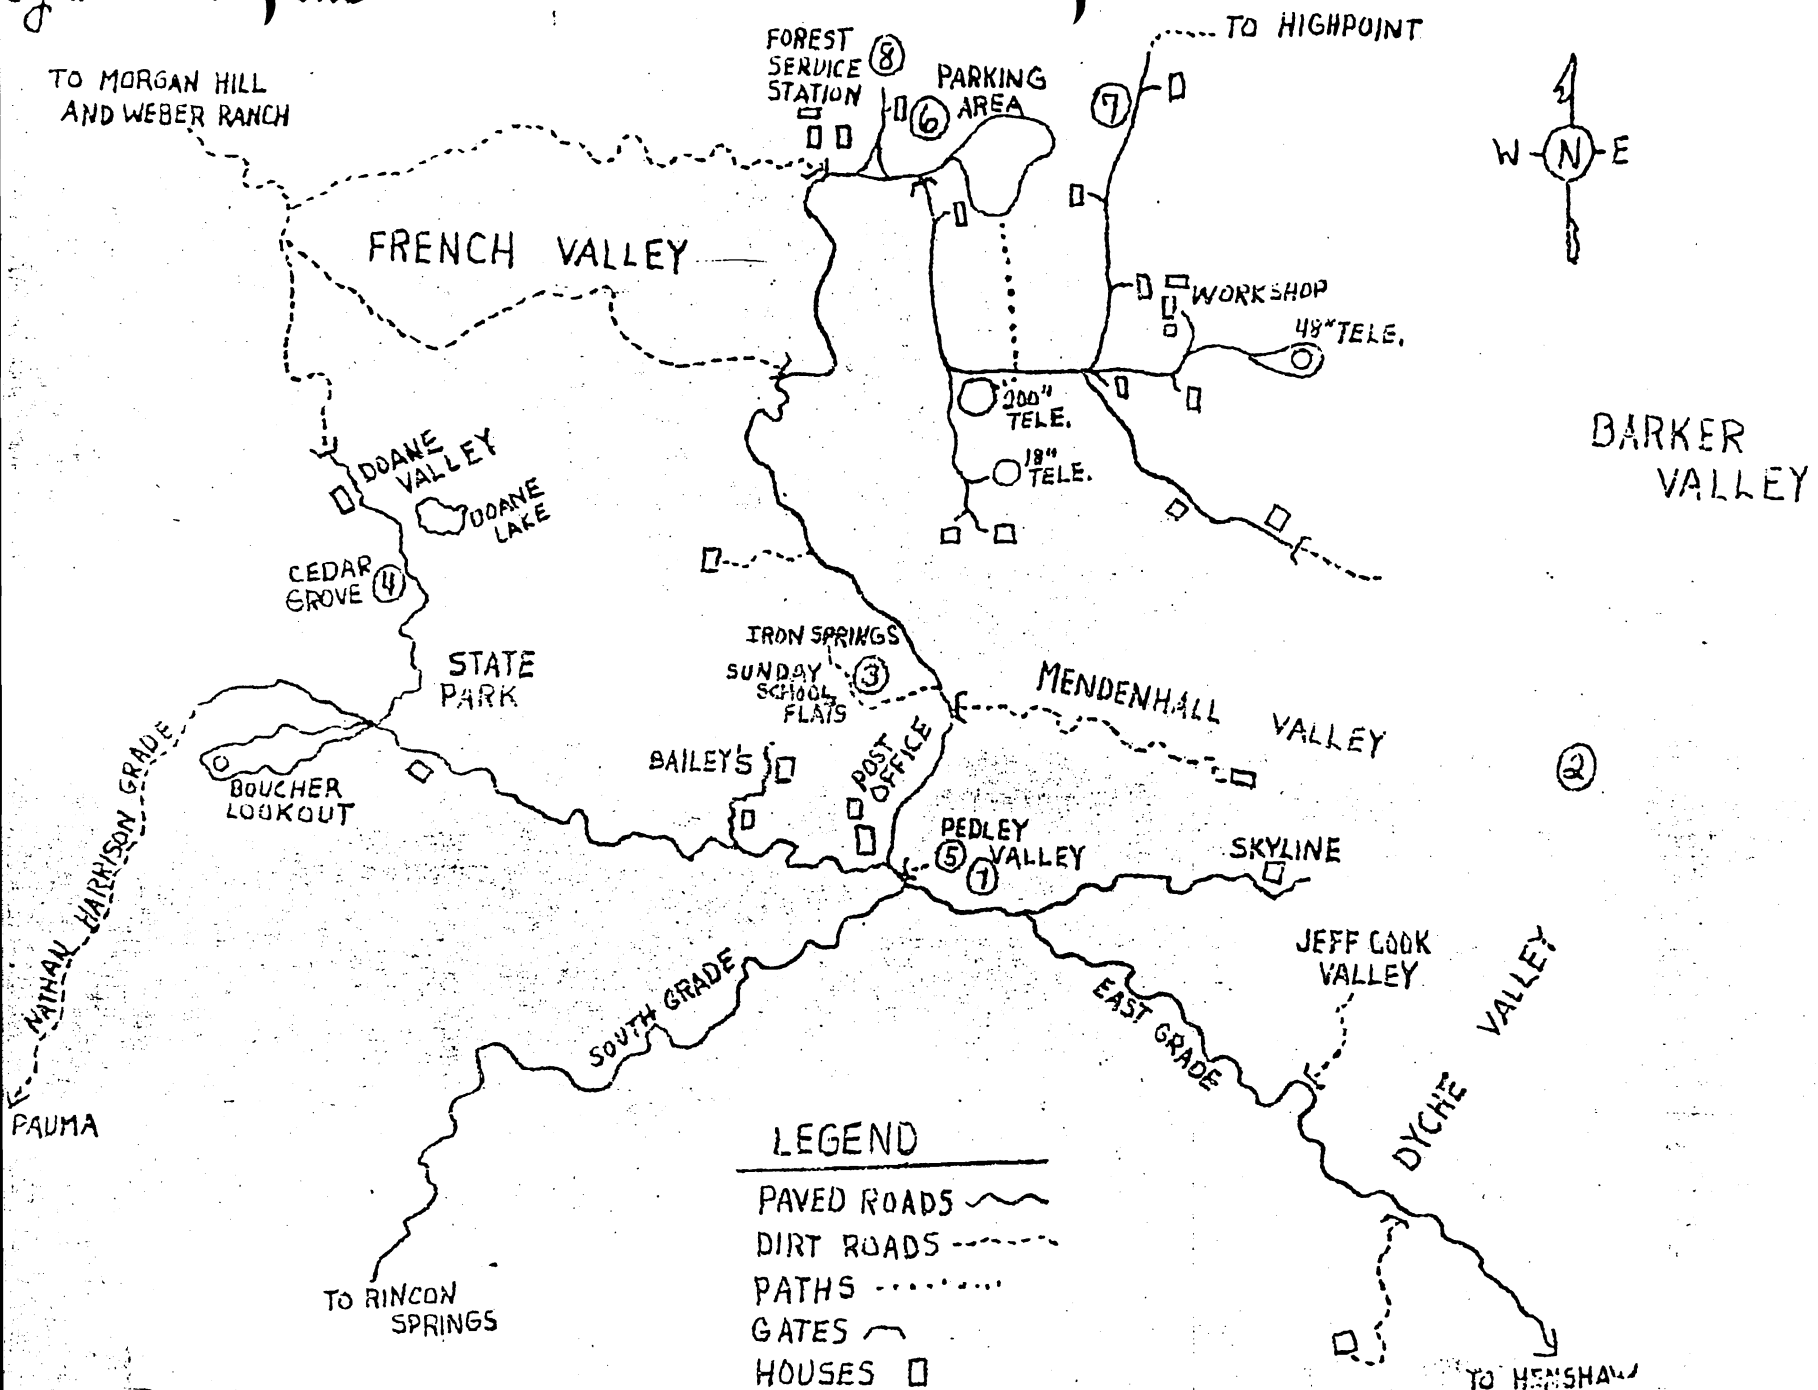 TO MORGAN HILL
AND WEBER RANCH
FOREST
SERVICE
STATION
8
6
PARKING
AREA
7
TO HIGHPOINT
W N E
FRENCH VALLEY
WORKSHOP
48" TELE.
200"
TELE.
18"
TELE.
BARKER
VALLEY
DOANE
VALLEY
DOANE
LAKE
CEDAR
GROVE 4
STATE
PARK
IRON SPRINGS
SUNDAY
SCHOOL
FLATS
3
MENDENHALL VALLEY
2
NATHAN HARRISON GRADE
BOUCHER
LOOKOUT
BAILEY'S
POST
OFFICE
PEDLEY
VALLEY
5
SKYLINE
JEFF COOK
VALLEY
DYCHE VALLEY
SOUTH GRADE
EAST GRADE
PAUMA
TO RINCON
SPRINGS
LEGEND
PAVED ROADS
DIRT ROADS
PATHS
GATES
HOUSES
TO HENSHAW